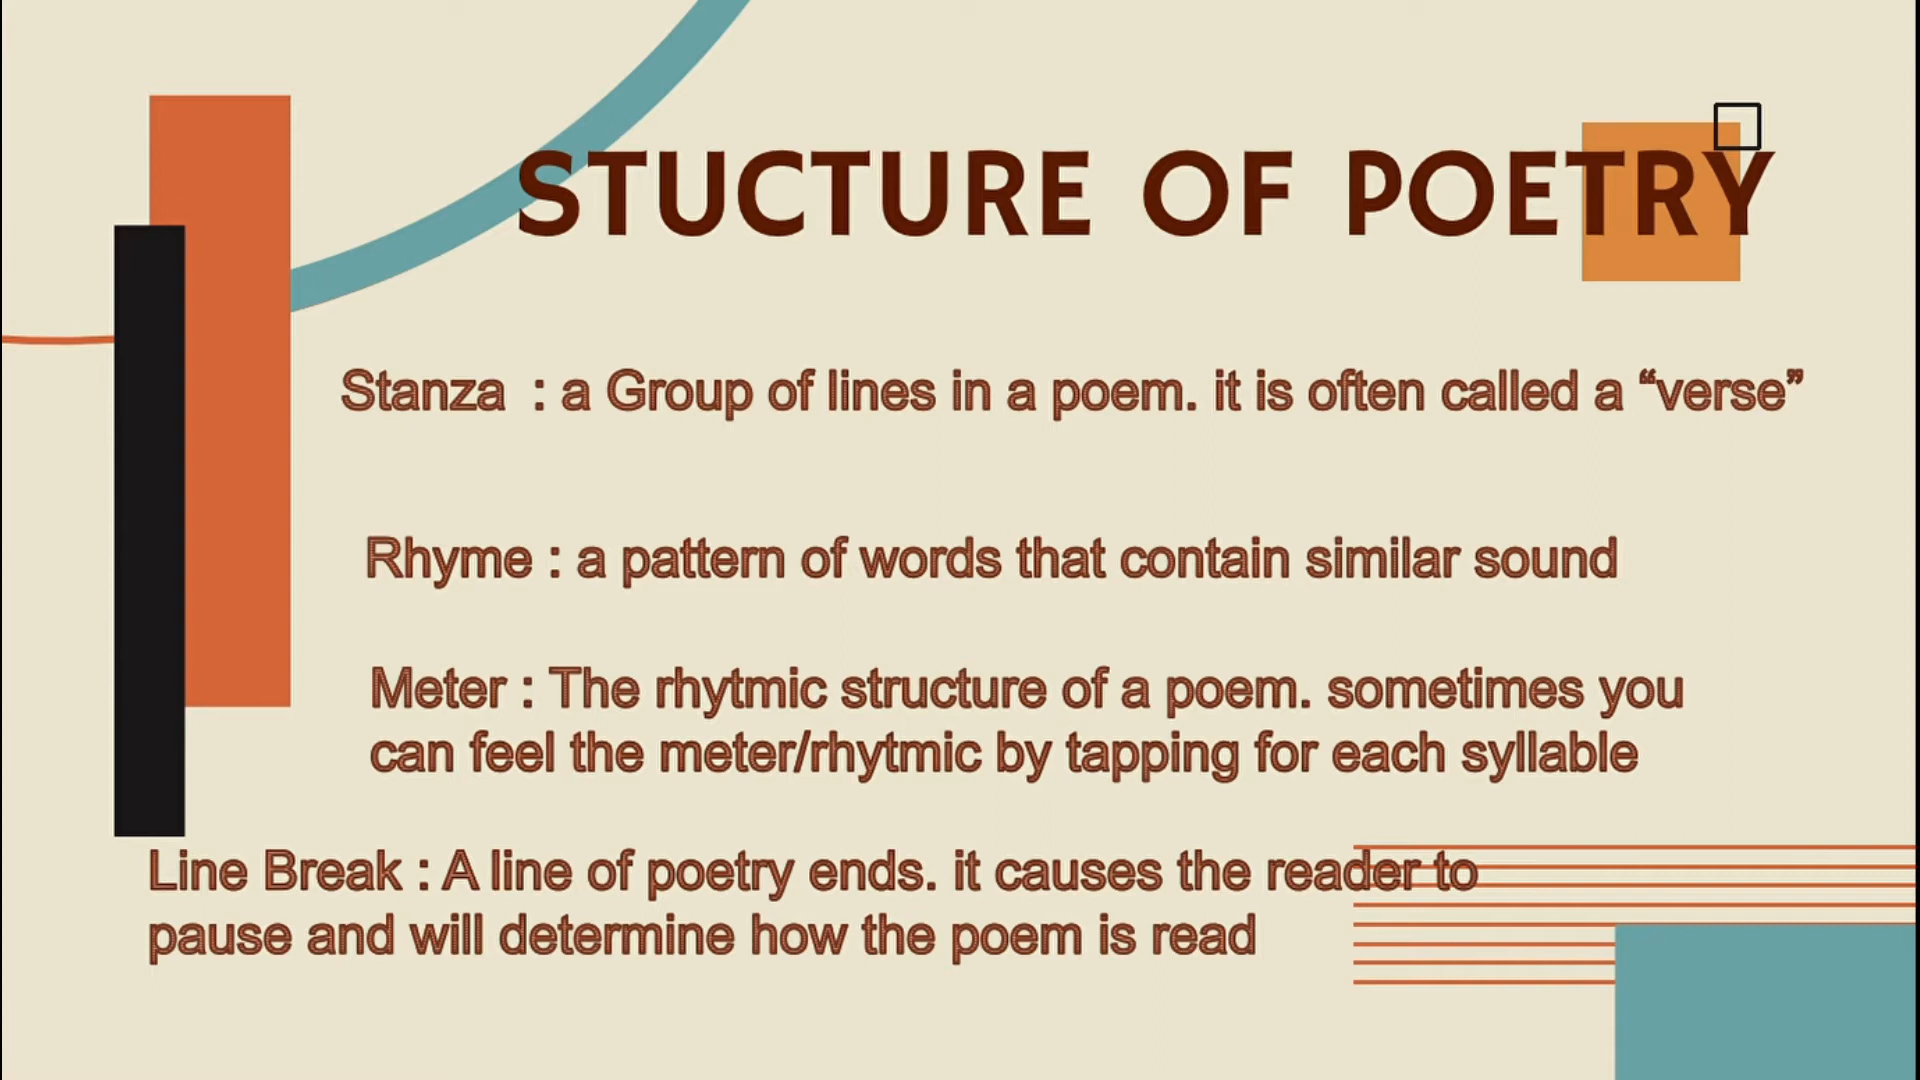 STUCTURE OF POETRY
Stanza : a Group of lines in a poem. it is often called a “verse”
Rhyme : a pattern of words that contain similar sound
Meter : The rhytmic structure of a poem. sometimes you
can feel the meter/rhytmic by tapping for each syllable
Line Break : A line of poetry ends. it causes the reader to
pause and will determine how the poem is read